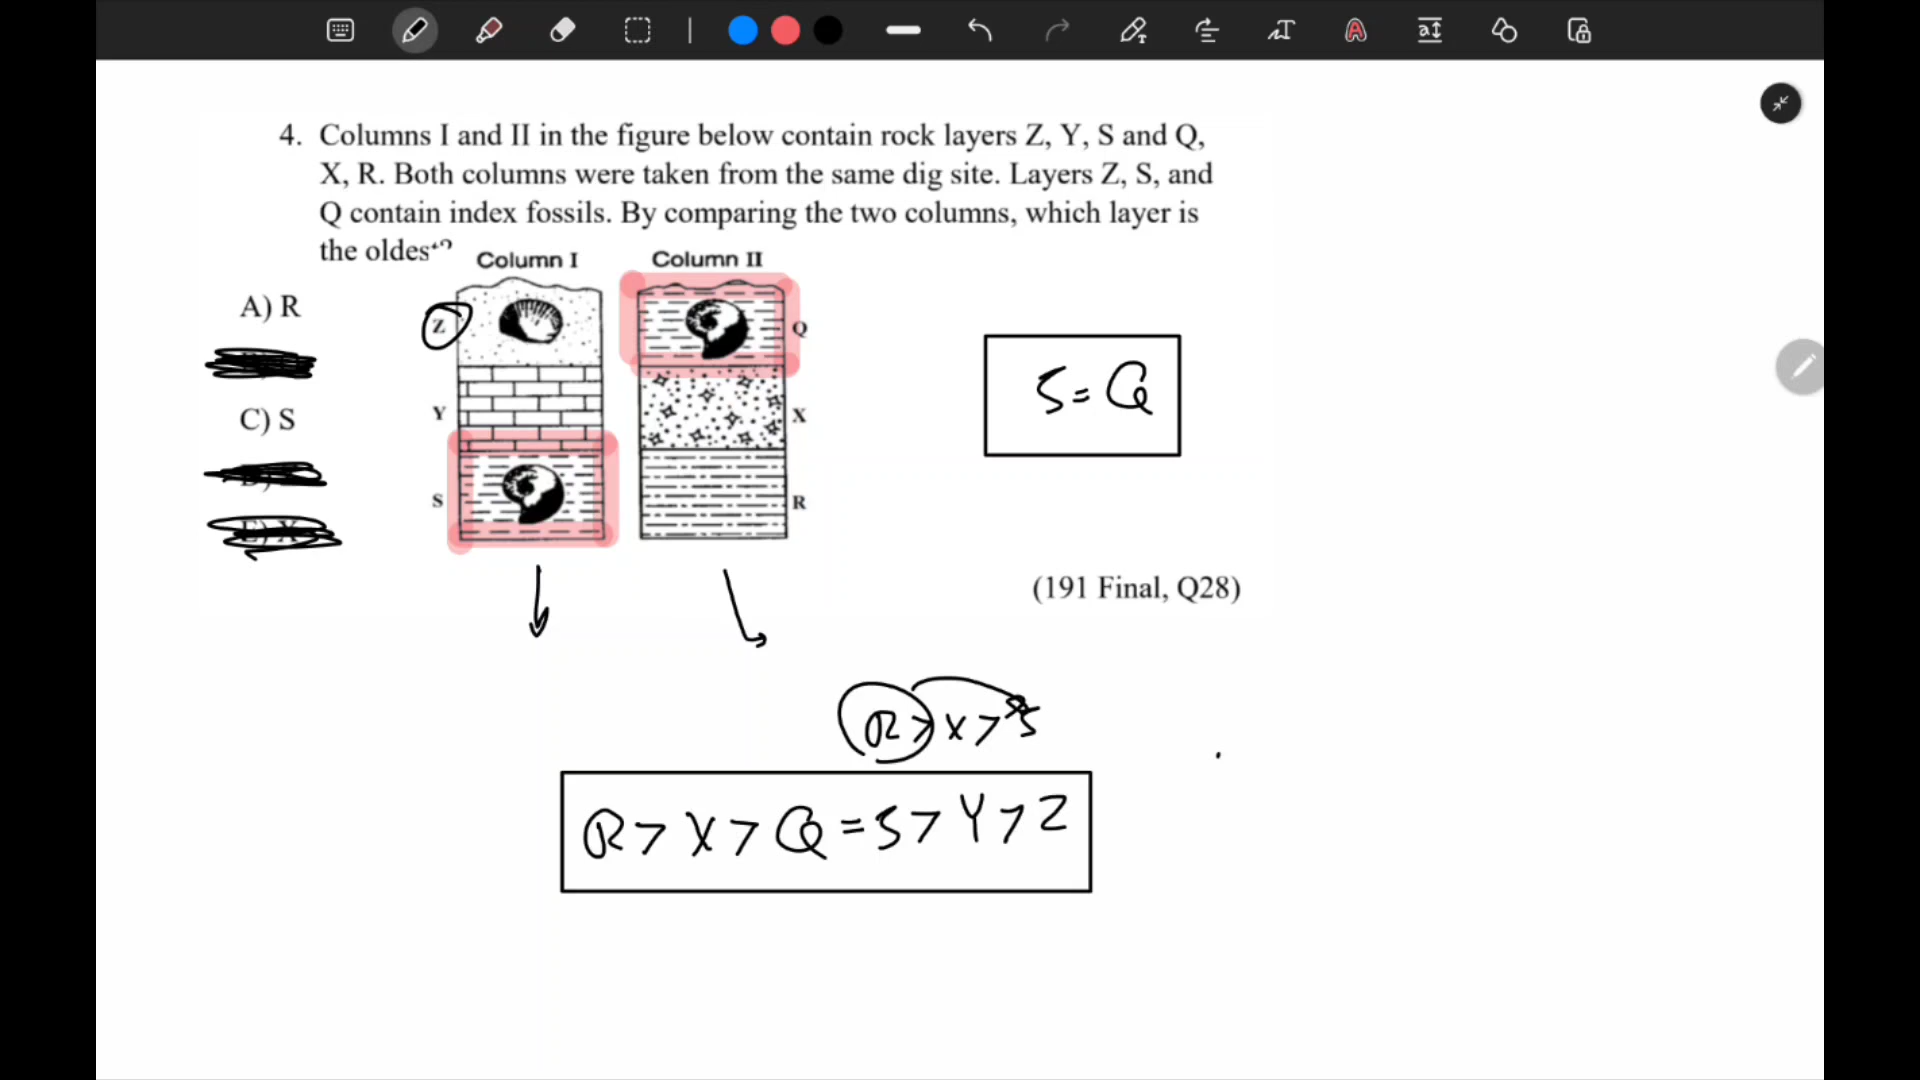 4. Columns I and II in the figure below contain rock layers Z, Y, S and Q,
X, R. Both columns were taken from the same dig site. Layers Z, S, and
Q contain index fossils. By comparing the two columns, which layer is
the oldest?
Column I
Column II
A) R
C) S
E) X
Z
Y
S
Q
X
R
S = Q
(191 Final, Q28)
R > X > S
R > X > Q = S > Y > Z